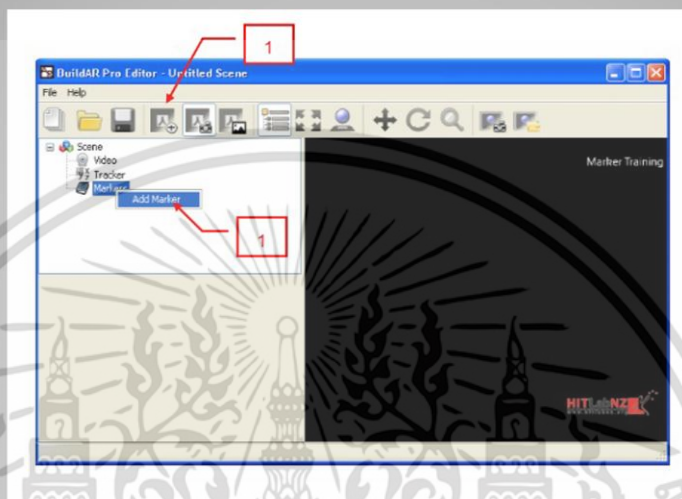 1
BuildAR Pro Editor - Untitled Scene
File Help
Scene
Video
Marker Training
Tracker
Markers
Add Marker
1
HITLabNZ